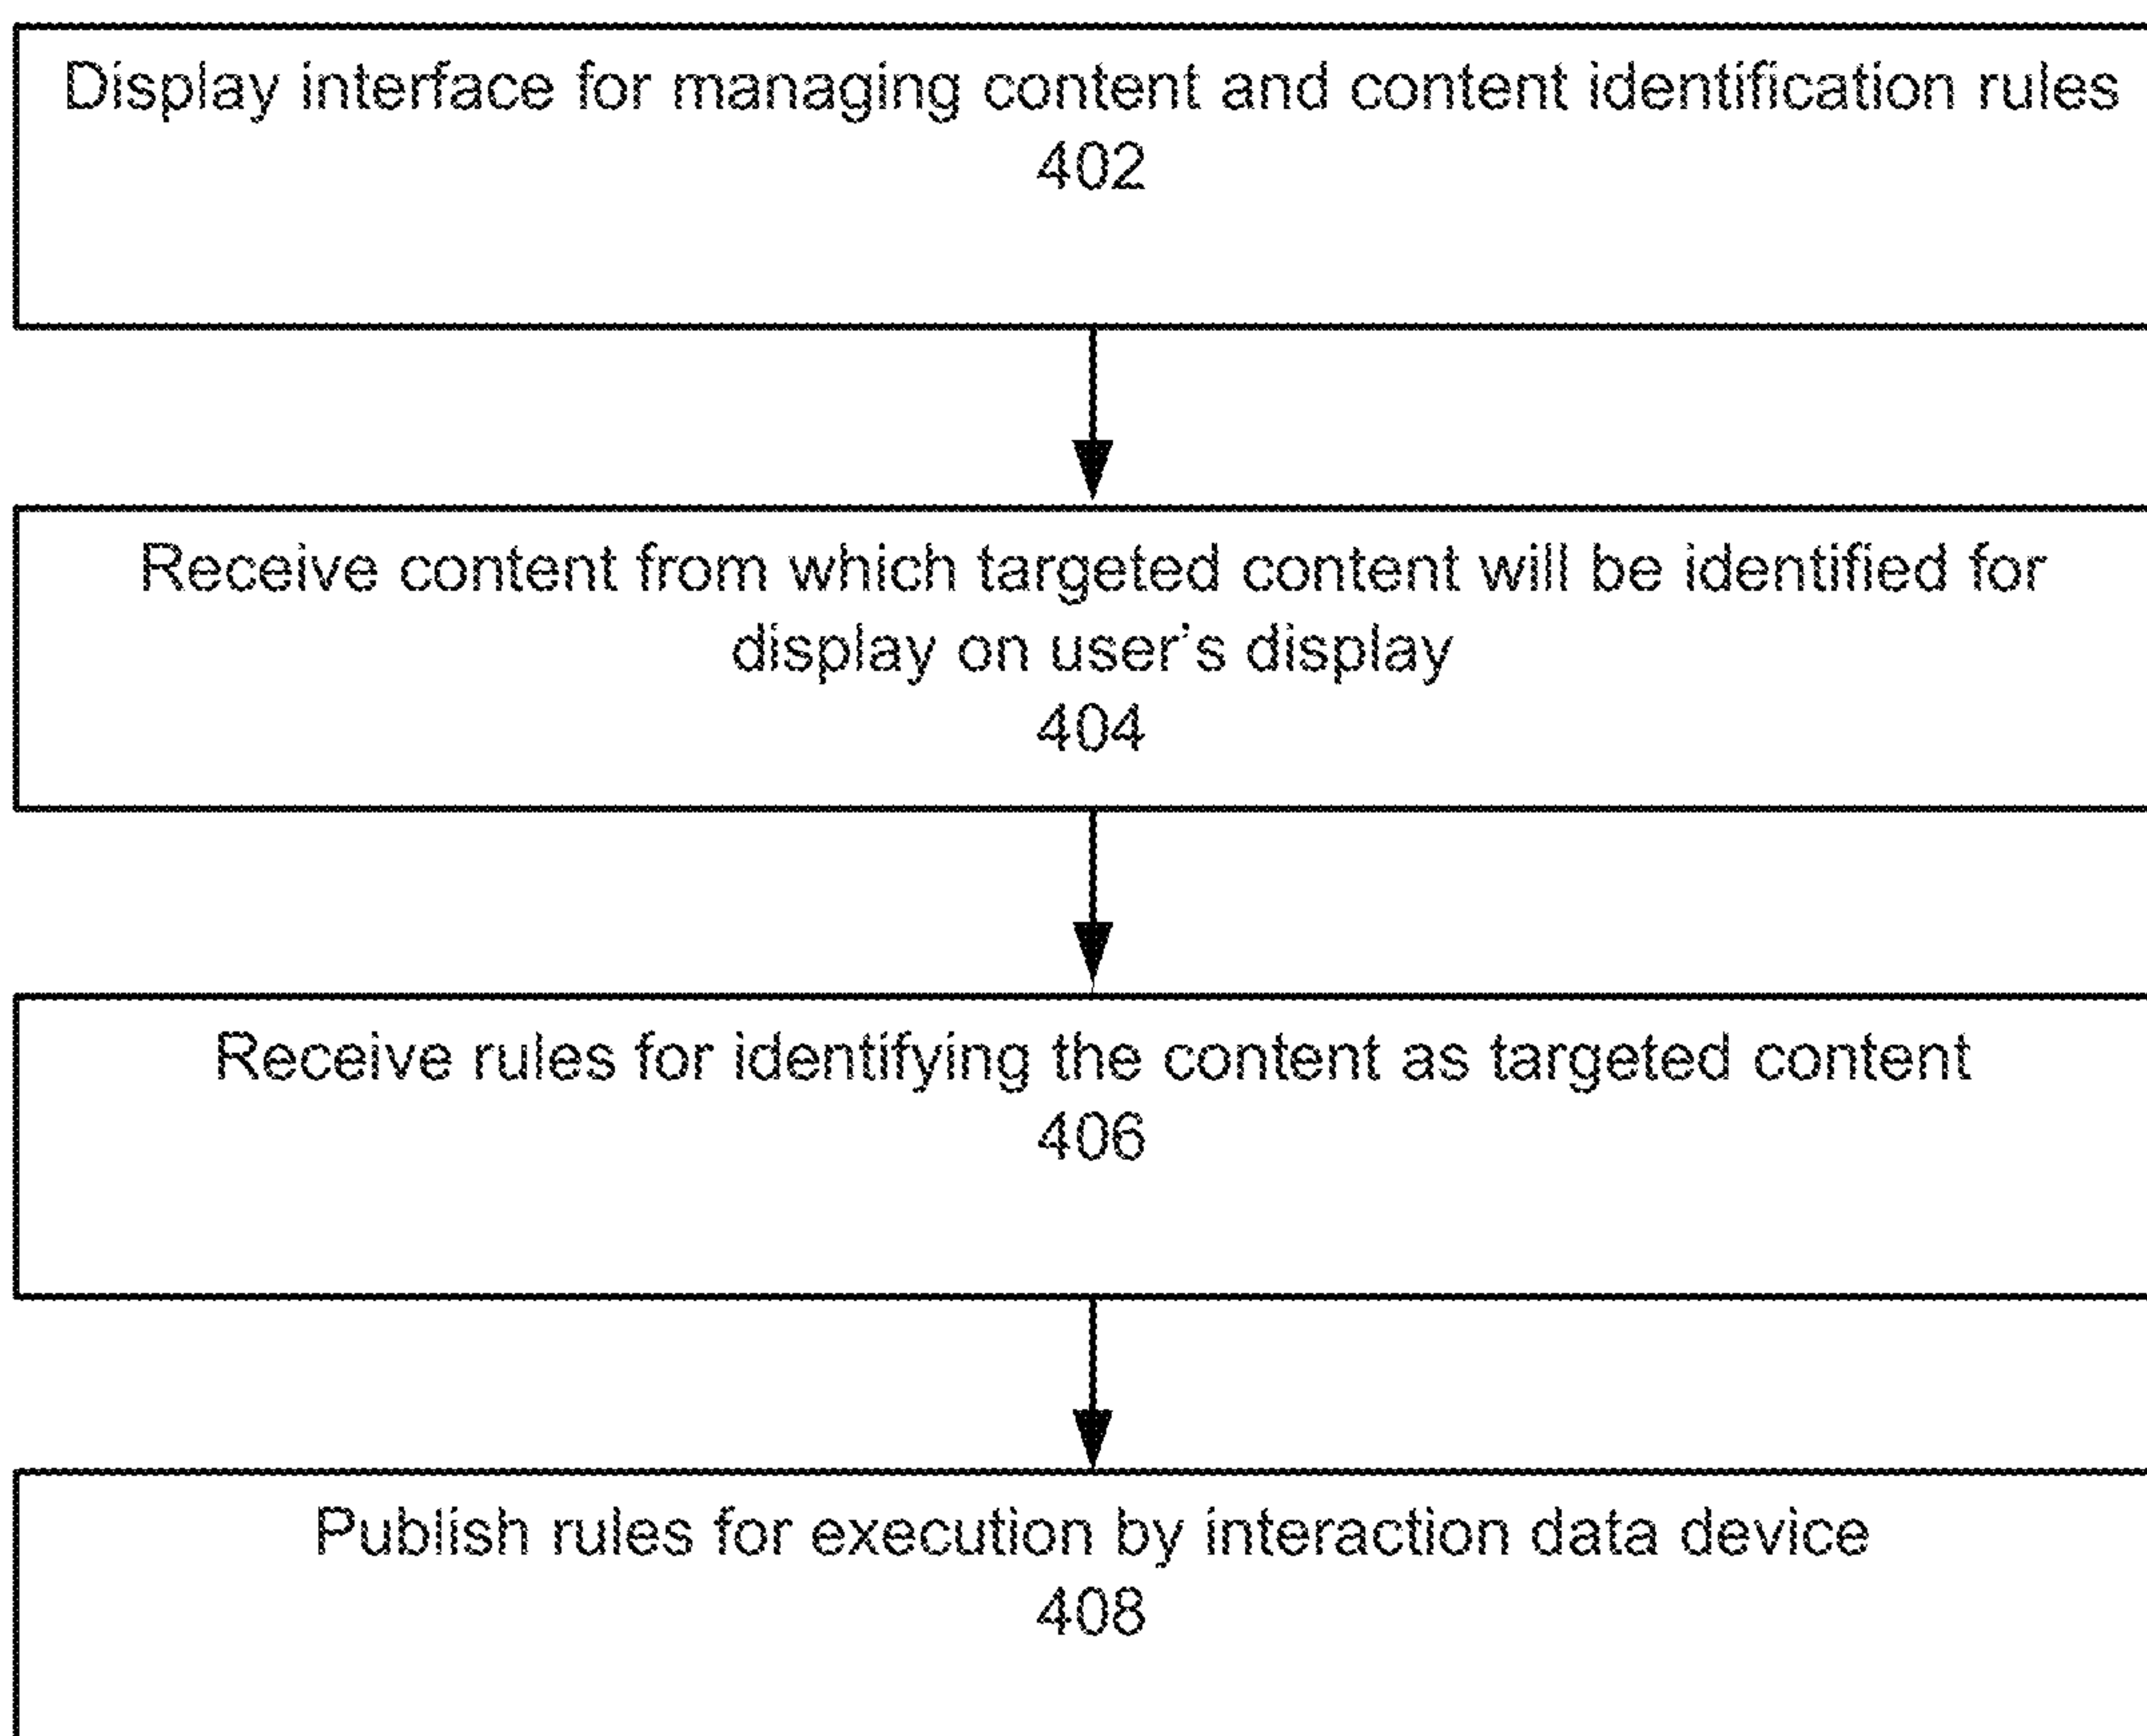 Display interface for managing content and content identification rules
402
Receive content from which targeted content will be identified for
display on user's display
404
Receive rules for identifying the content as targeted content
406
Publish rules for execution by interaction data device
408